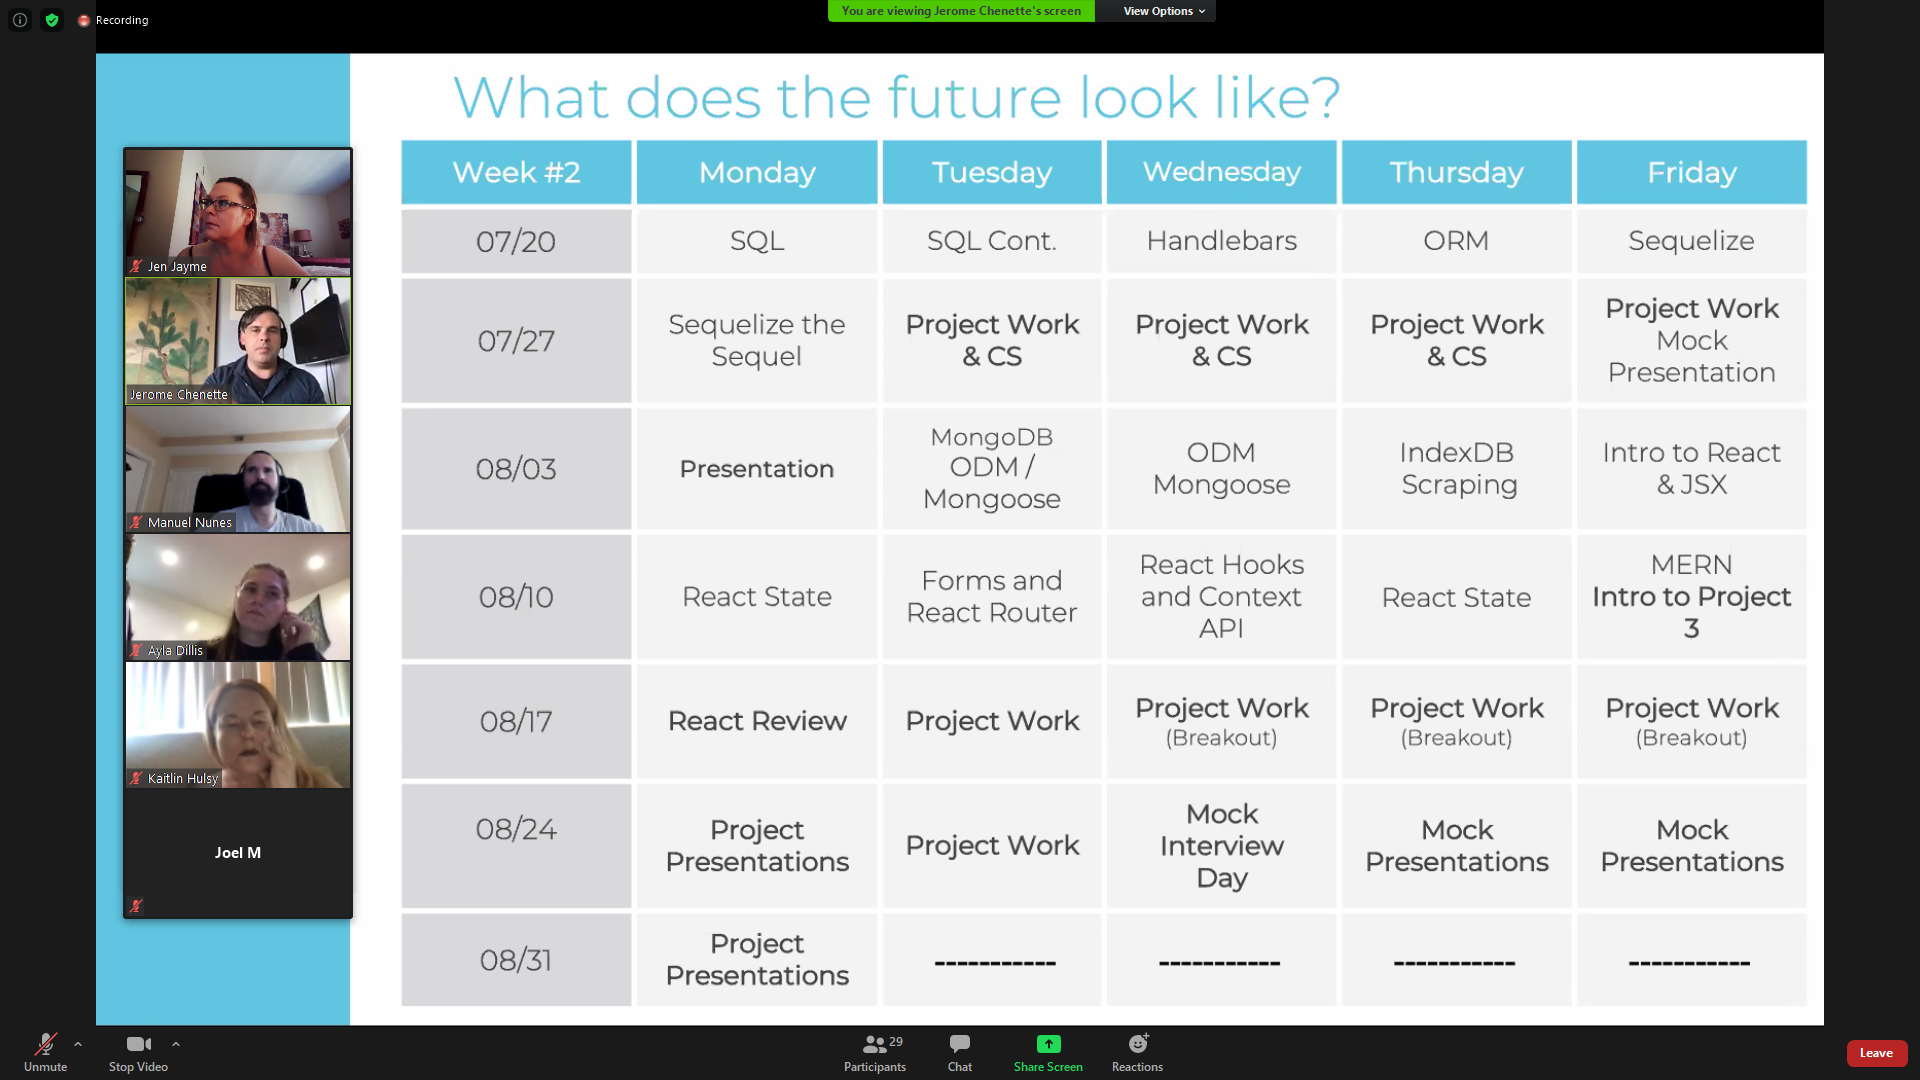 Recording
You are viewing Jerome Chenette's screen
View Options
What does the future look like?
Week #2 Monday Tuesday Wednesday Thursday Friday
07/20 SQL SQL Cont. Handlebars ORM Sequelize
07/27
Sequelize the
Sequel
Project Work
& CS
Project Work
& CS
Project Work
& CS
Project Work
Mock
Presentation
08/03
Presentation
MongoDB
ODM /
Mongoose
ODM
Mongoose
IndexDB
Scraping
Intro to React
& JSX
08/10
React State
Forms and
React Router
React Hooks
and Context
API
React State
MERN
Intro to Project
3
08/17
React Review
Project Work
Project Work
(Breakout)
Project Work
(Breakout)
Project Work
(Breakout)
08/24
Project
Presentations
Project Work
Mock
Interview
Day
Mock
Presentations
Mock
Presentations
08/31
Project
Presentations
-----------
-----------
-----------
-----------
Jen Jayme
Jerome Chenette
Manuel Nunes
Ayla Dillis
Kaitlin Hulsy
Joel M
Unmute
Stop Video
29
Participants
Chat
Share Screen
Reactions
Leave